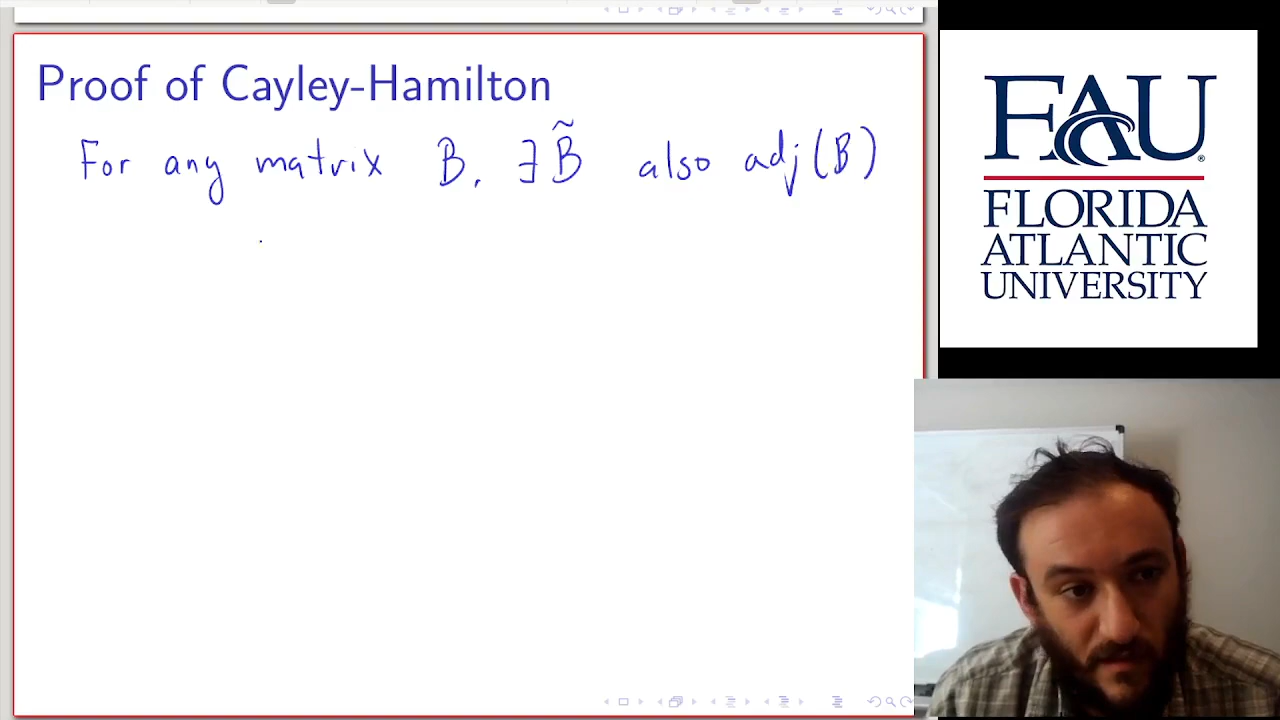 Proof of Cayley-Hamilton
For any matrix B, ∃ B̃ also adj(B)
FAU
FLORIDA
ATLANTIC
UNIVERSITY